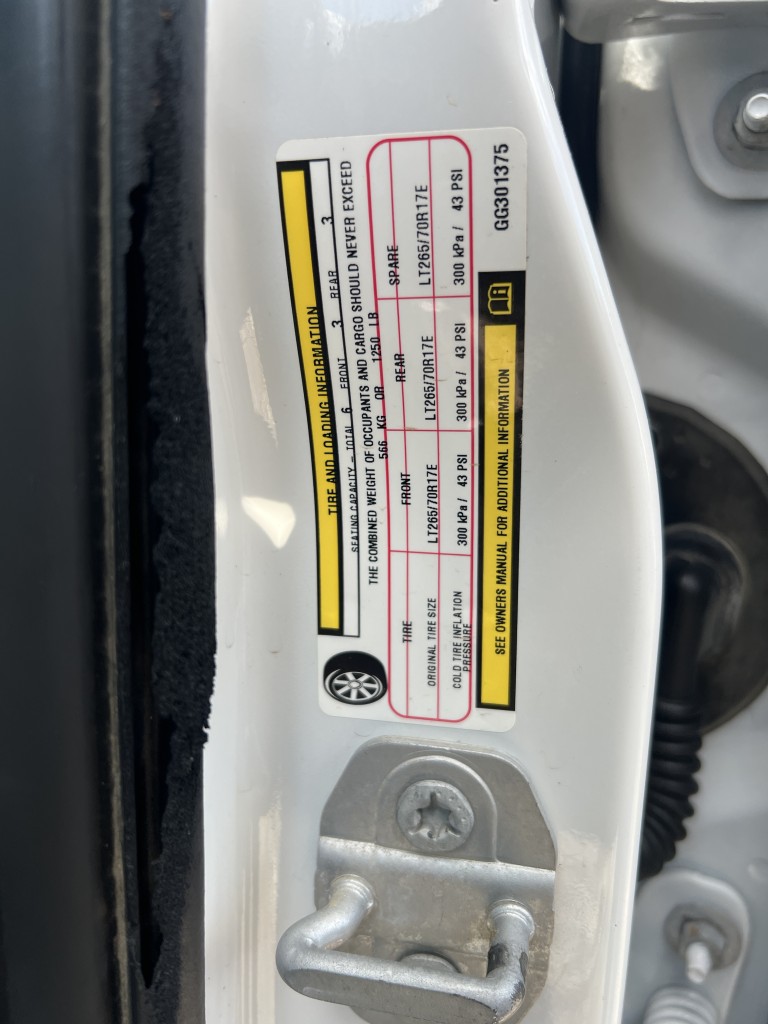 TIRE AND LOADING INFORMATION
SEATING CAPACITY – TOTAL 6 FRONT 3 REAR 3
THE COMBINED WEIGHT OF OCCUPANTS AND CARGO SHOULD NEVER EXCEED
566 KG OR 1250 LB
TIRE FRONT REAR SPARE
ORIGINAL TIRE SIZE LT265/70R17E LT265/70R17E LT265/70R17E
COLD TIRE INFLATION PRESSURE 300 kPa / 43 PSI 300 kPa / 43 PSI 300 kPa / 43 PSI
SEE OWNERS MANUAL FOR ADDITIONAL INFORMATION
GG301375